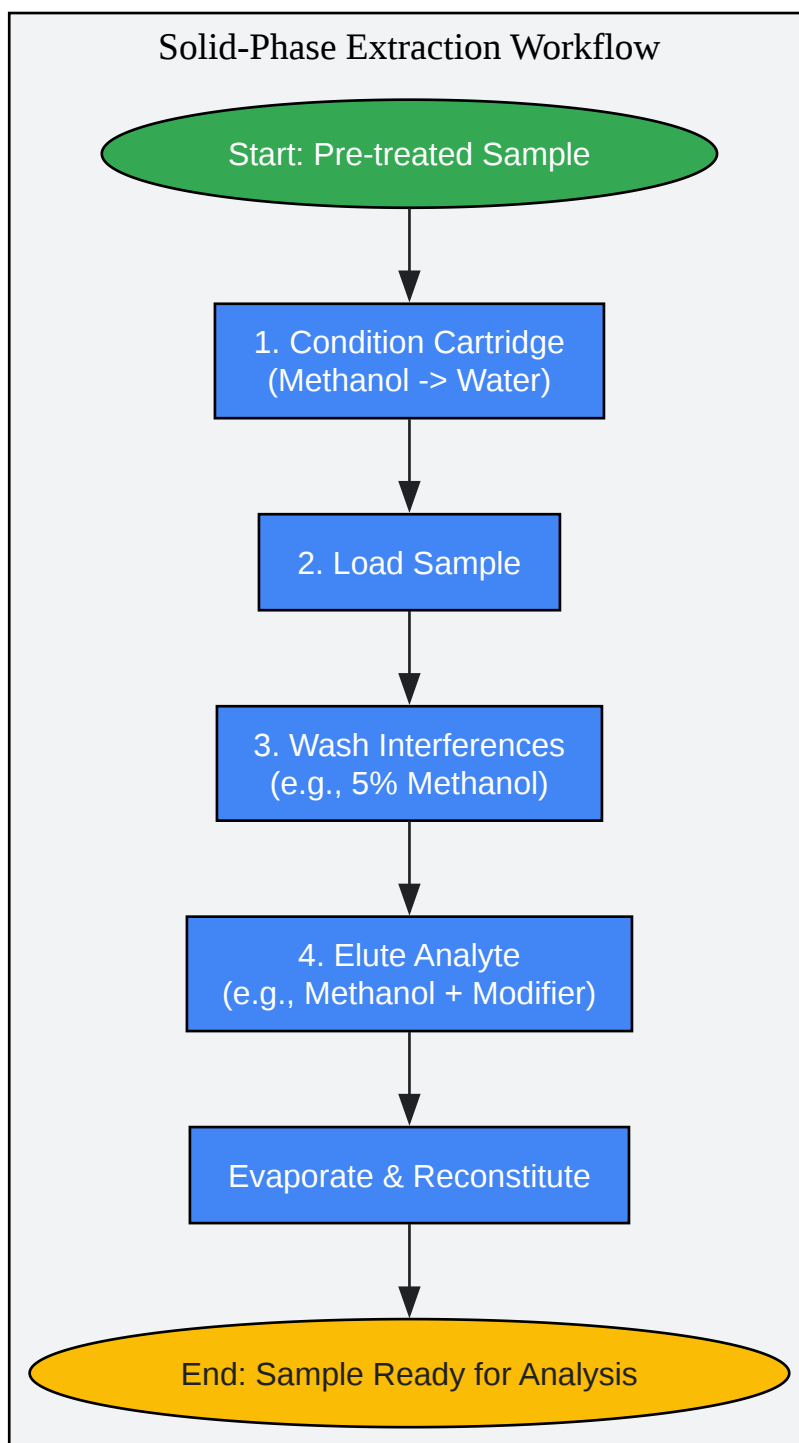 Solid-Phase Extraction Workflow
Start: Pre-treated Sample
1. Condition Cartridge
(Methanol -> Water)
2. Load Sample
3. Wash Interferences
(e.g., 5% Methanol)
4. Elute Analyte
(e.g., Methanol + Modifier)
Evaporate & Reconstitute
End: Sample Ready for Analysis